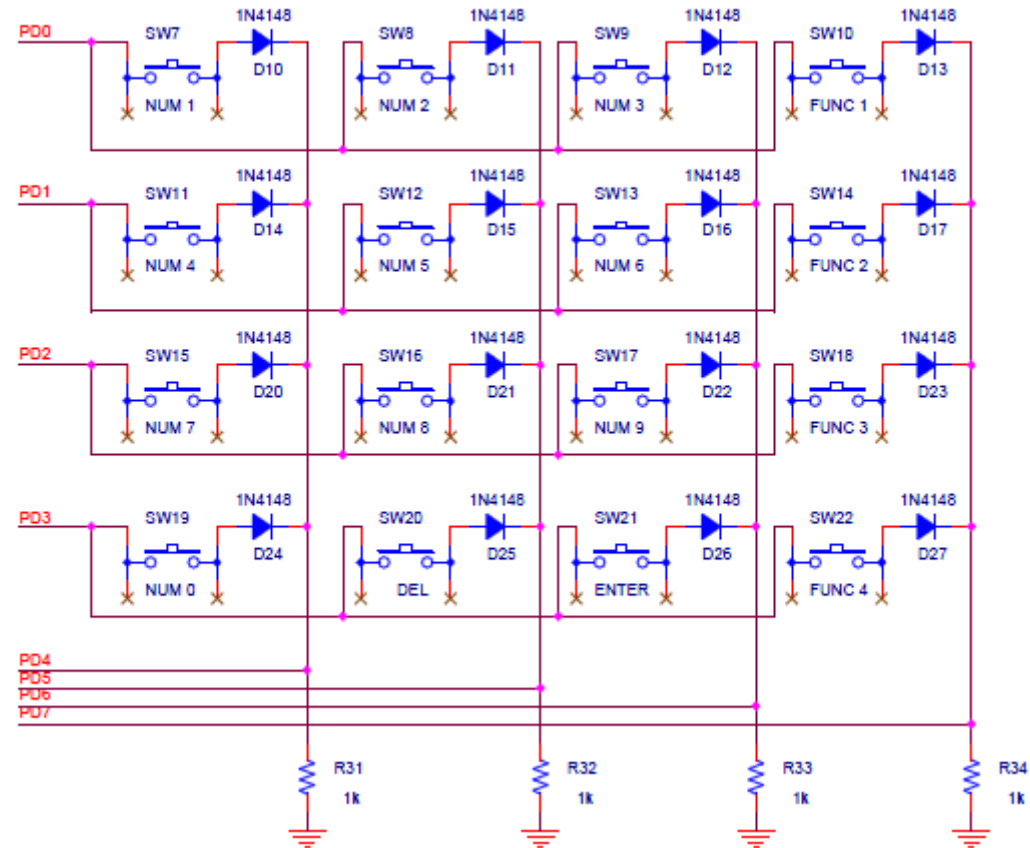 1N4148 1N4148 1N4148 1N4148
PD0 SW7 SW8 SW9 SW10
D10 D11 D12 D13
NUM 1 NUM 2 NUM 3 FUNC 1
1N4148 1N4148 1N4148 1N4148
PD1 SW11 SW12 SW13 SW14
D14 D15 D16 D17
NUM 4 NUM 5 NUM 6 FUNC 2
1N4148 1N4148 1N4148 1N4148
PD2 SW15 SW16 SW17 SW18
D20 D21 D22 D23
NUM 7 NUM 8 NUM 9 FUNC 3
1N4148 1N4148 1N4148 1N4148
PD3 SW19 SW20 SW21 SW22
D24 D25 D26 D27
NUM 0 DEL ENTER FUNC 4
PD4
PD5
PD6
PD7
R31 R32 R33 R34
1k 1k 1k 1k